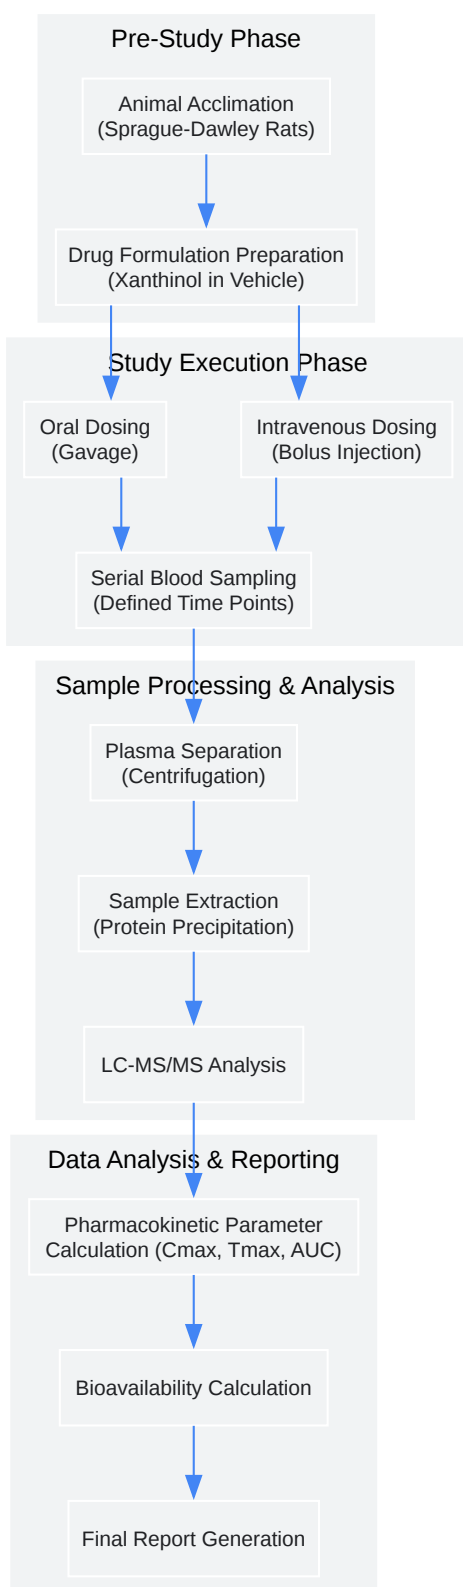 Pre-Study Phase
Animal Acclimation
(Sprague-Dawley Rats)
Drug Formulation Preparation
(Xanthinol in Vehicle)
Study Execution Phase
Oral Dosing
(Gavage)
Intravenous Dosing
(Bolus Injection)
Serial Blood Sampling
(Defined Time Points)
Sample Processing & Analysis
Plasma Separation
(Centrifugation)
Sample Extraction
(Protein Precipitation)
LC-MS/MS Analysis
Data Analysis & Reporting
Pharmacokinetic Parameter
Calculation (Cmax, Tmax, AUC)
Bioavailability Calculation
Final Report Generation